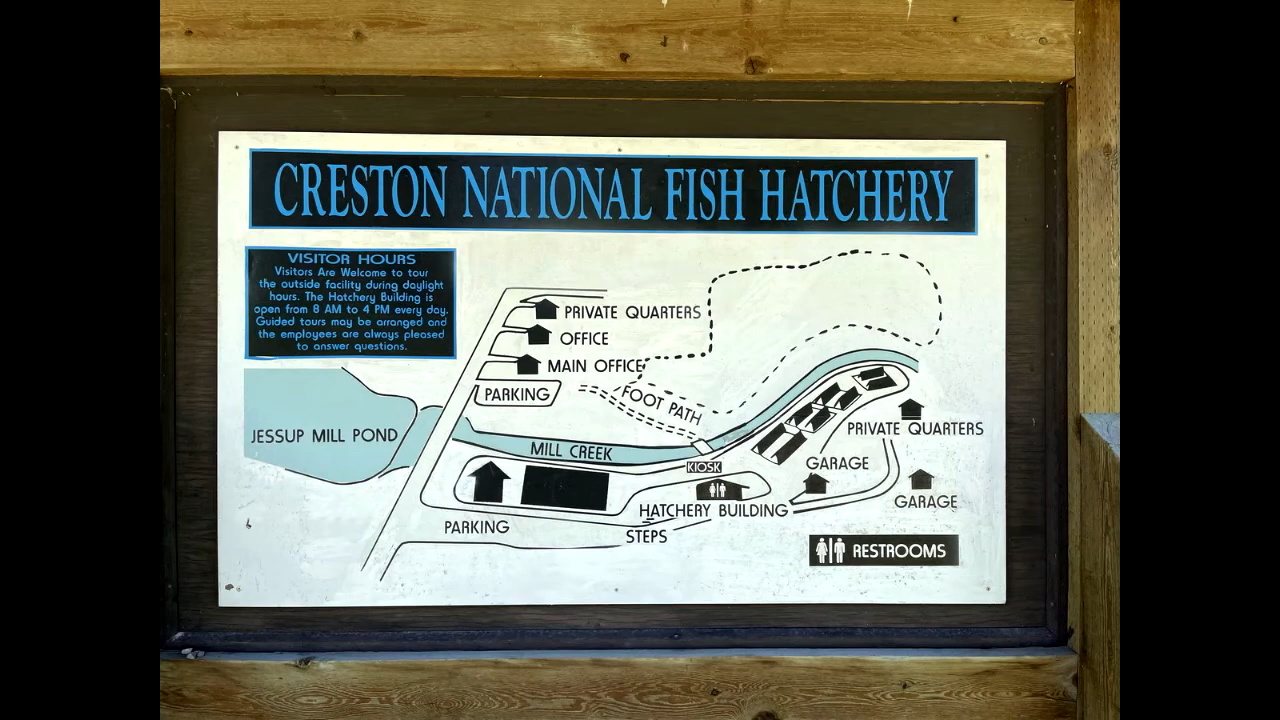 CRESTON NATIONAL FISH HATCHERY
VISITOR HOURS
Visitors Are Welcome to tour
the outside facility during daylight
hours. The Hatchery Building is
open from 8 AM to 4 PM every day.
Guided tours may be arranged and
the employees are always pleased
to answer questions.
PRIVATE QUARTERS
OFFICE
MAIN OFFICE
PARKING
FOOT PATH
JESSUP MILL POND
MILL CREEK
PRIVATE QUARTERS
KIOSK
GARAGE
GARAGE
HATCHERY BUILDING
PARKING
STEPS
RESTROOMS